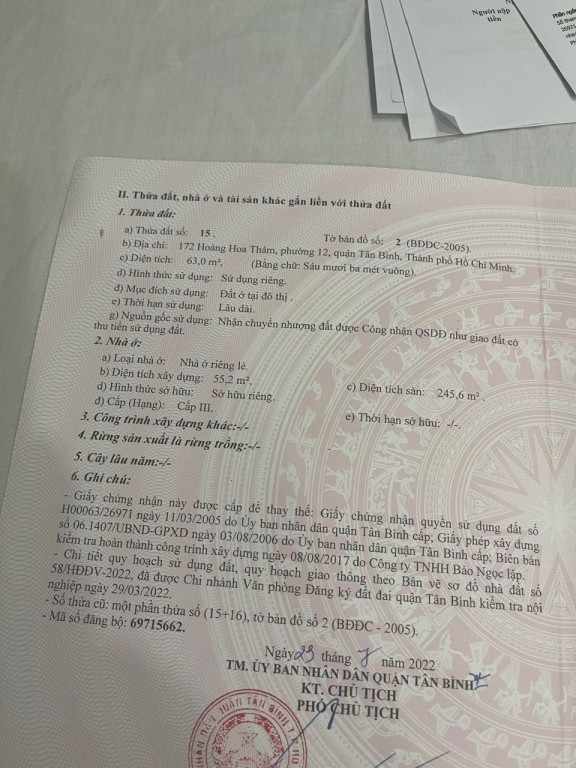 Người nộp
tiền
II. Thửa đất, nhà ở và tài sản khác gắn liền với thửa đất
1. Thửa đất:
a) Thửa đất số: 15 . Tờ bản đồ số: 2 (BĐĐC-2005).
b) Địa chỉ: 172 Hoàng Hoa Thám, phường 12, quận Tân Bình, Thành phố Hồ Chí Minh.
c) Diện tích: 63,0 m², (Bằng chữ: Sáu mươi ba mét vuông).
d) Hình thức sử dụng: Sử dụng riêng.
đ) Mục đích sử dụng: Đất ở tại đô thị .
e) Thời hạn sử dụng: Lâu dài.
g) Nguồn gốc sử dụng: Nhận chuyển nhượng đất được Công nhận QSDĐ như giao đất có
thu tiền sử dụng đất.
2. Nhà ở:
a) Loại nhà ở: Nhà ở riêng lẻ.
b) Diện tích xây dựng: 55,2 m². c) Diện tích sàn: 245,6 m² .
d) Hình thức sở hữu: Sở hữu riêng.
đ) Cấp (Hạng): Cấp III. e) Thời hạn sở hữu: -/-.
3. Công trình xây dựng khác:-/-
4. Rừng sản xuất là rừng trồng:-/-
5. Cây lâu năm:-/-
6. Ghi chú:
- Giấy chứng nhận này được cấp để thay thế: Giấy chứng nhận quyền sử dụng đất số
H00063/26971 ngày 11/03/2005 do Ủy ban nhân dân quận Tân Bình cấp; Giấy phép xây dựng
số 06.1407/UBND-GPXD ngày 03/08/2006 do Ủy ban nhân dân quận Tân Bình cấp; Biên bản
kiểm tra hoàn thành công trình xây dựng ngày 08/08/2017 do Công ty TNHH Bảo Ngọc lập.
- Chi tiết quy hoạch sử dụng đất, quy hoạch giao thông theo Bản vẽ sơ đồ nhà đất số
58/HĐĐV-2022, đã được Chi nhánh Văn phòng Đăng ký đất đai quận Tân Bình kiểm tra nội
nghiệp ngày 29/03/2022.
- Số thửa cũ: một phần thửa số (15+16), tờ bản đồ số 2 (BĐĐC - 2005).
- Mã số đăng bộ: 69715662.
Ngày 23 tháng 7 năm 2022
TM. ỦY BAN NHÂN DÂN QUẬN TÂN BÌNH
KT. CHỦ TỊCH
PHÓ CHỦ TỊCH